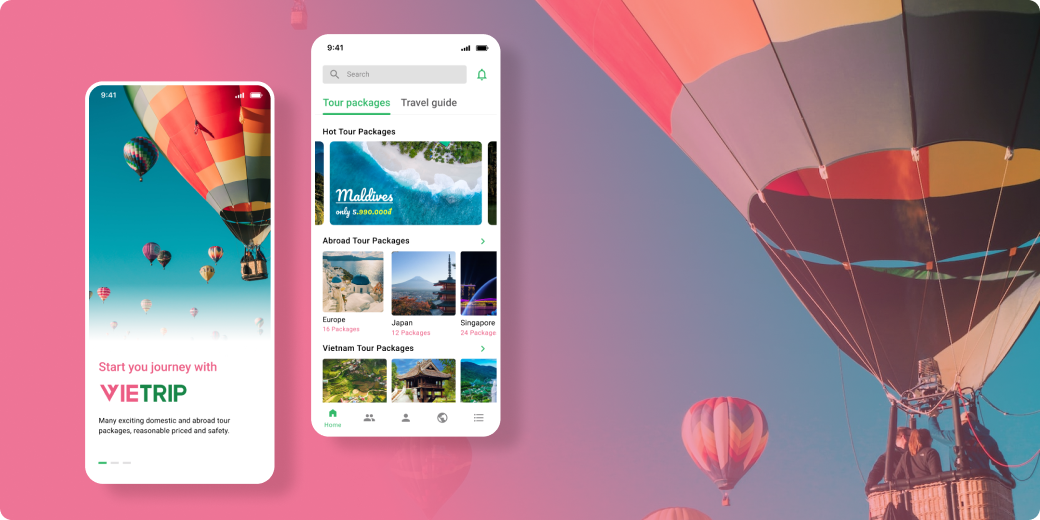 9:41
Start you journey with
VIETRIP
Many exciting domestic and abroad tour
packages, reasonable priced and safety.
9:41
Search
Tour packages Travel guide
Hot Tour Packages
Maldives
only 5.990.000đ
Abroad Tour Packages
Europe
16 Packages
Japan
12 Packages
Singapore
24 Package
Vietnam Tour Packages
Home